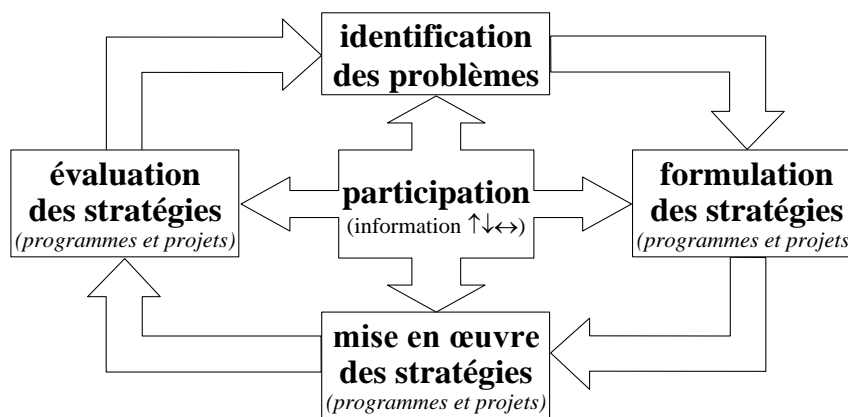 identification
des problèmes
évaluation
des stratégies
(programmes et projets)
participation
(information ↑↓↔)
formulation
des stratégies
(programmes et projets)
mise en œuvre
des stratégies
(programmes et projets)